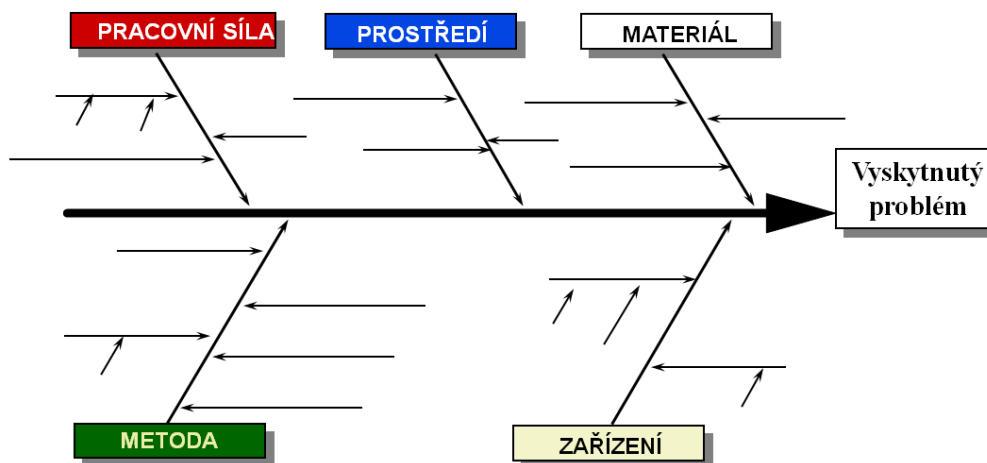 PRACOVNÍ SÍLA
PROSTŘEDÍ
MATERIÁL
Vyskytnutý
problém
METODA
ZAŘÍZENÍ